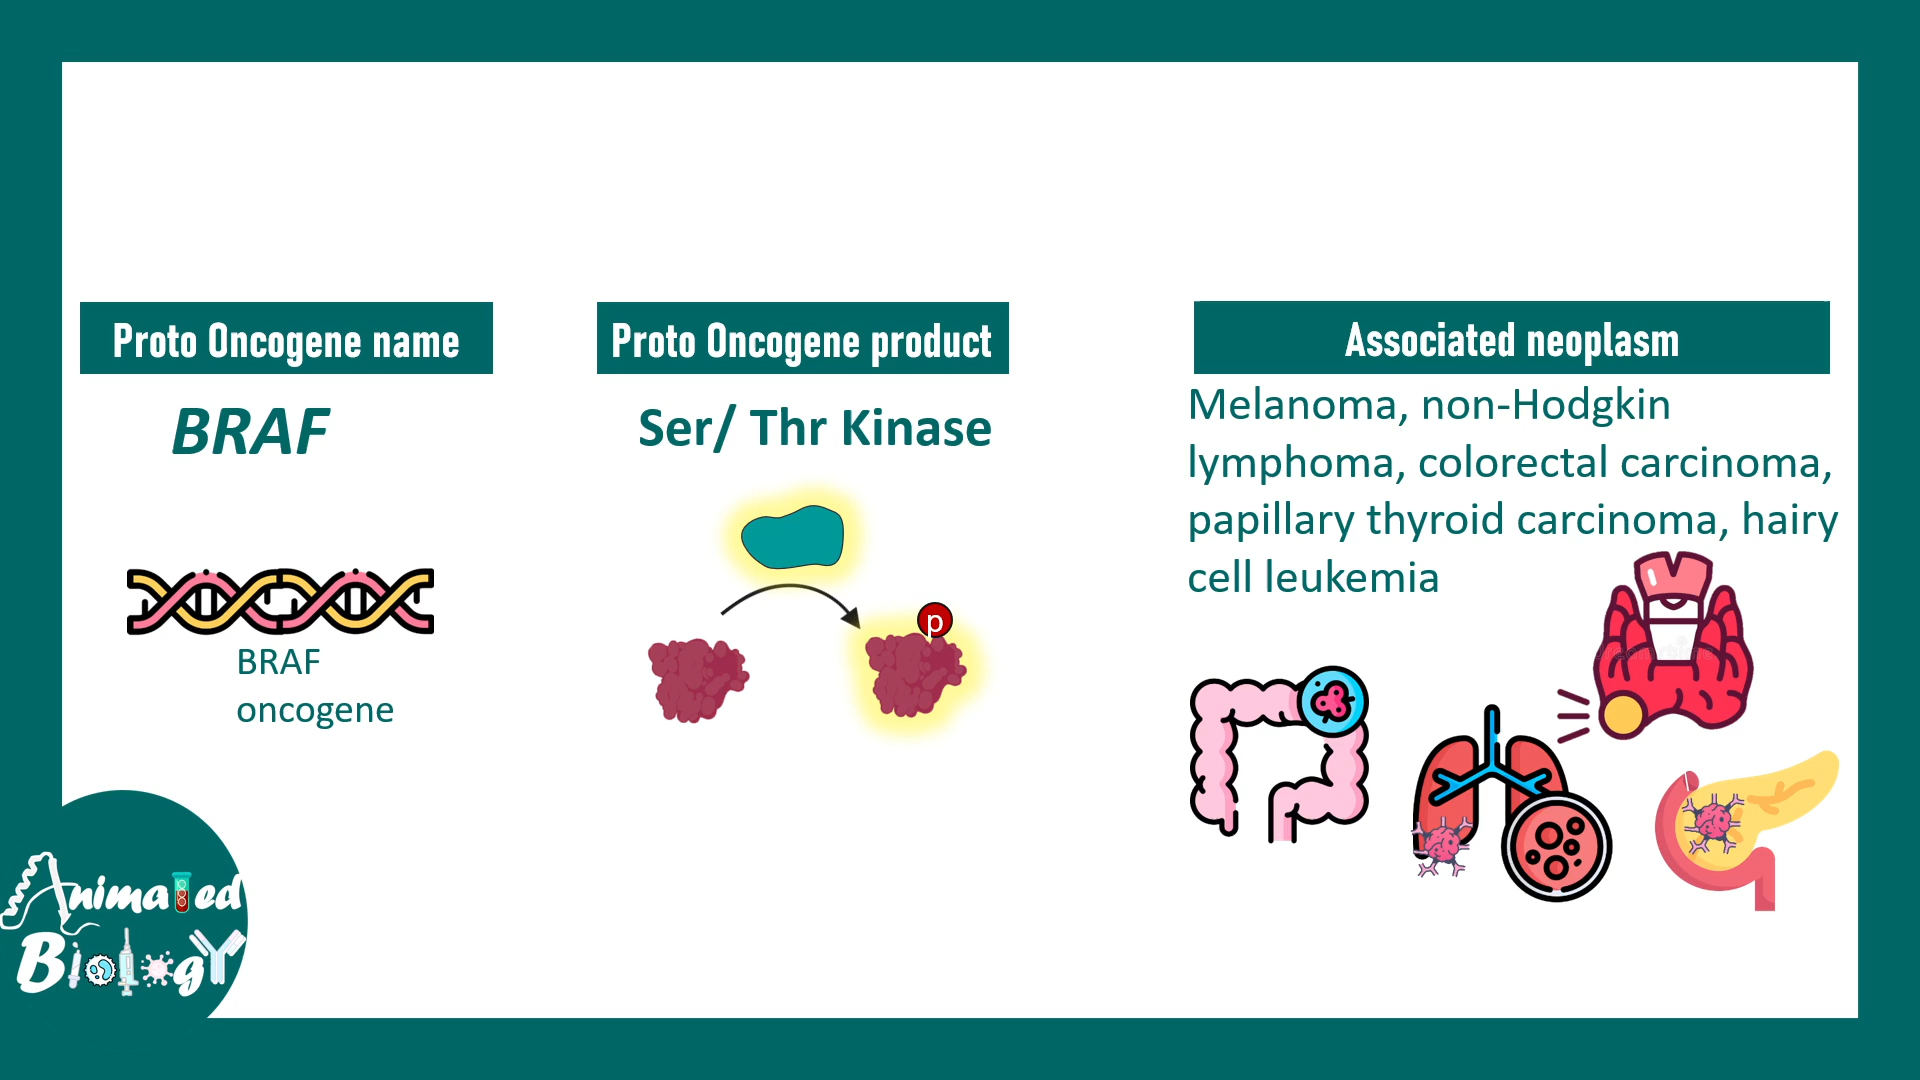 Proto Oncogene name
Proto Oncogene product
Associated neoplasm
BRAF
Ser/ Thr Kinase
Melanoma, non-Hodgkin
lymphoma, colorectal carcinoma,
papillary thyroid carcinoma, hairy
cell leukemia
p
BRAF
oncogene
Animated
Biology